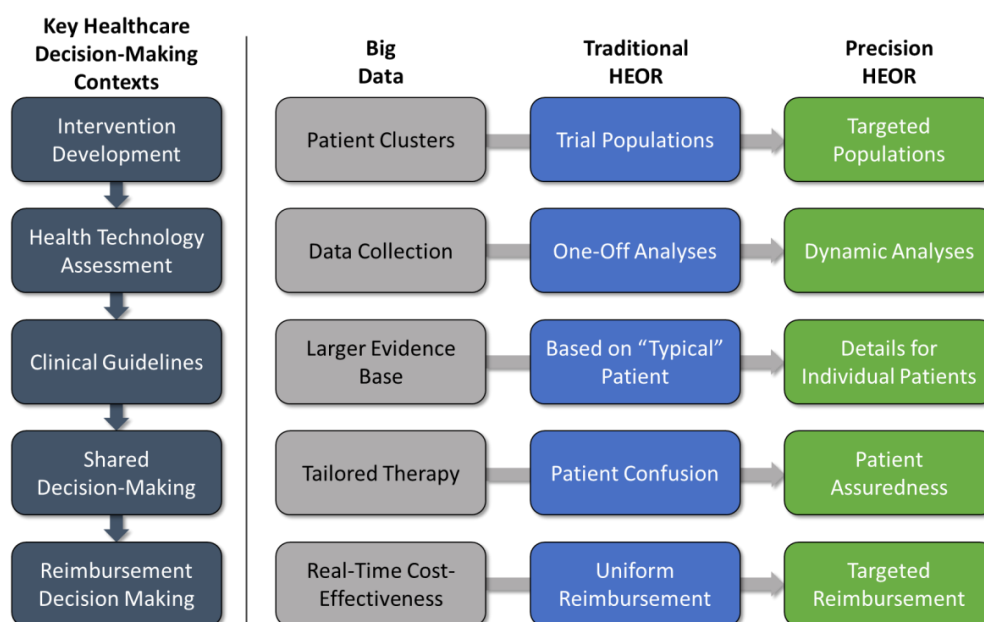 Key Healthcare
Decision-Making
Contexts
Big
Data
Traditional
HEOR
Precision
HEOR
Intervention
Development
Patient Clusters
Trial Populations
Targeted
Populations
Health Technology
Assessment
Data Collection
One-Off Analyses
Dynamic Analyses
Clinical Guidelines
Larger Evidence
Base
Based on “Typical”
Patient
Details for
Individual Patients
Shared
Decision-Making
Tailored Therapy
Patient Confusion
Patient
Assuredness
Reimbursement
Decision Making
Real-Time Cost-
Effectiveness
Uniform
Reimbursement
Targeted
Reimbursement